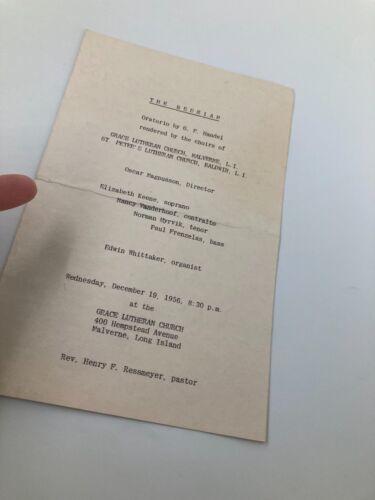 THE MESSIAH
Oratorio by G. F. Handel
rendered by the choirs of
GRACE LUTHERAN CHURCH, MALVERNE, L.I.
ST PETER'S LUTHERAN CHURCH, BALDWIN, L.I.
Oscar Magnusson, Director
Elizabeth Keene, soprano
Nancy Vanderhoof, contralto
Norman Myrvik, tenor
Paul Frenzelas, bass
Edwin Whittaker, organist
Wednesday, December 19, 1956, 8:30 p.m.
at the
GRACE LUTHERAN CHURCH
400 Hempstead Avenue
Malverne, Long Island
Rev. Henry F. Ressmeyer, pastor